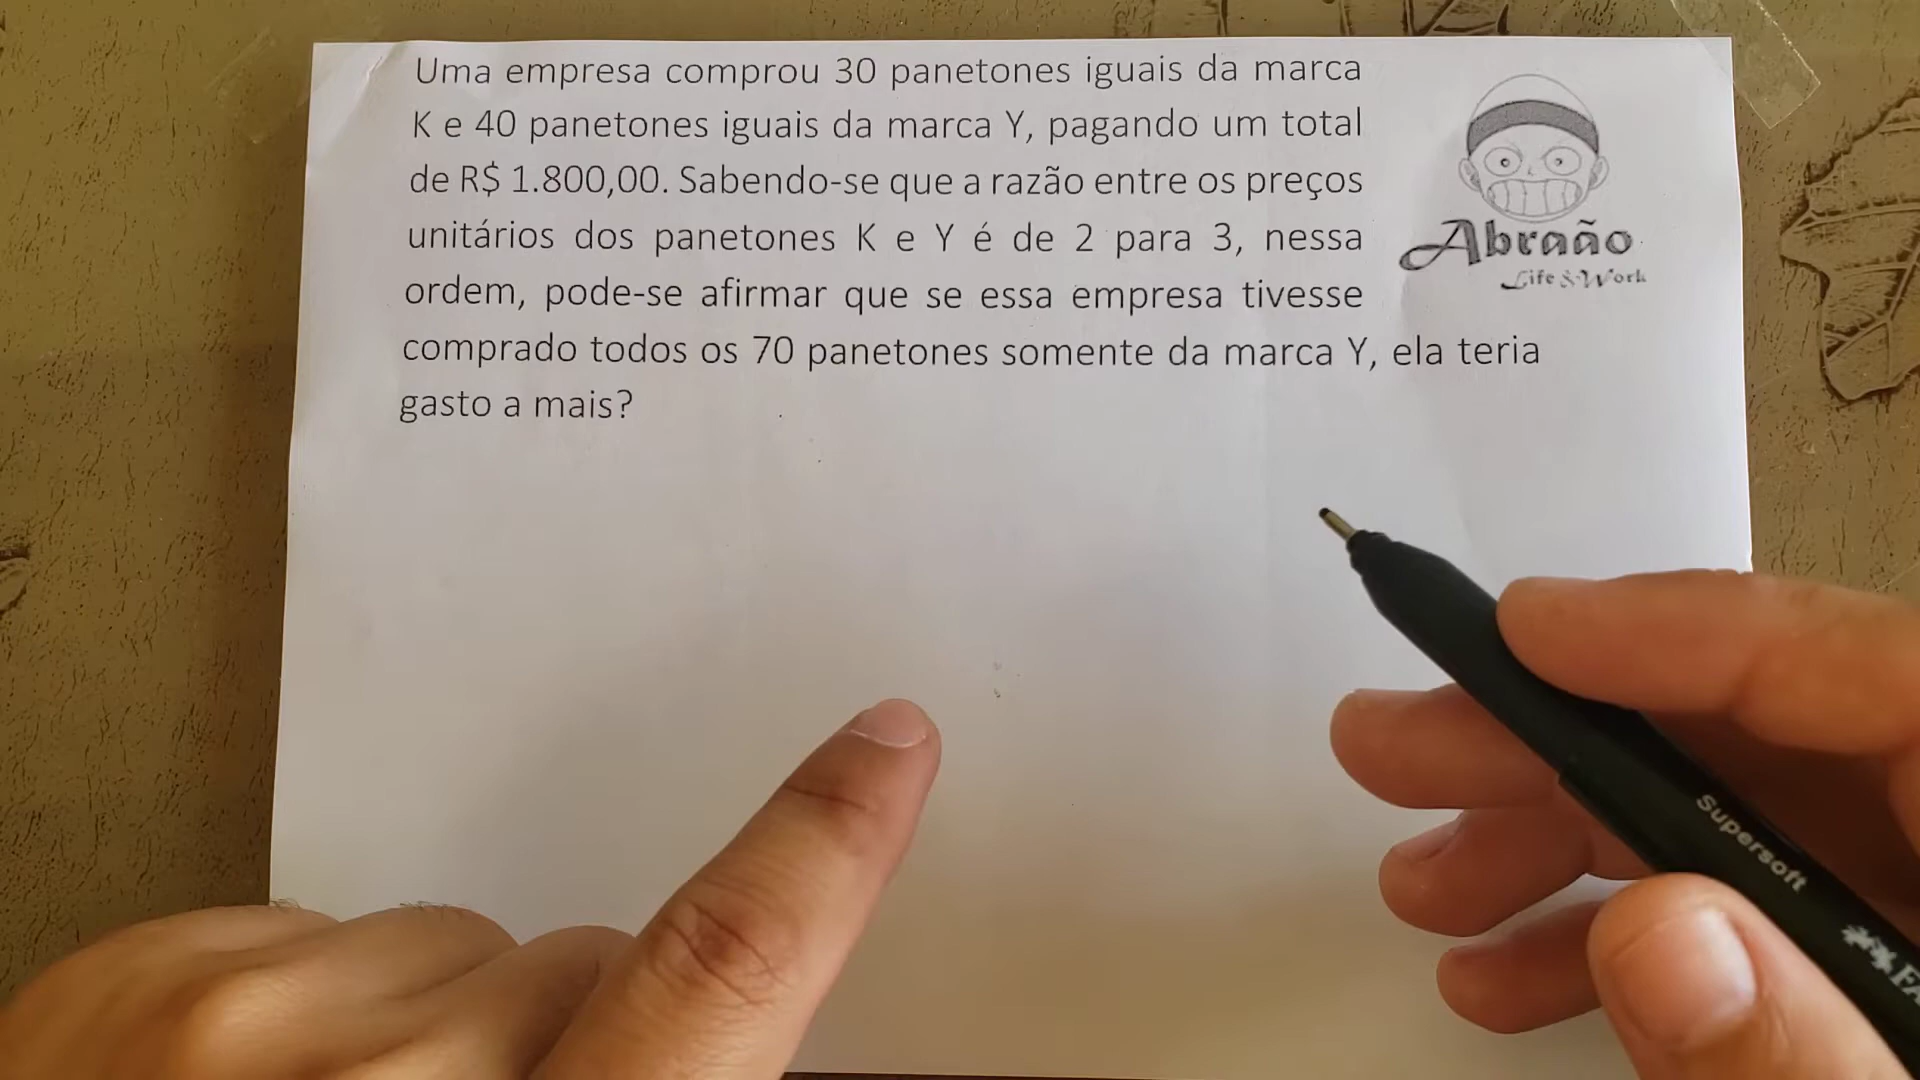 Uma empresa comprou 30 panetones iguais da marca
K e 40 panetones iguais da marca Y, pagando um total
de R$ 1.800,00. Sabendo-se que a razão entre os preços
unitários dos panetones K e Y é de 2 para 3, nessa
ordem, pode-se afirmar que se essa empresa tivesse
comprado todos os 70 panetones somente da marca Y, ela teria
gasto a mais?
Abraão
Life & Work
Supersoft
FA